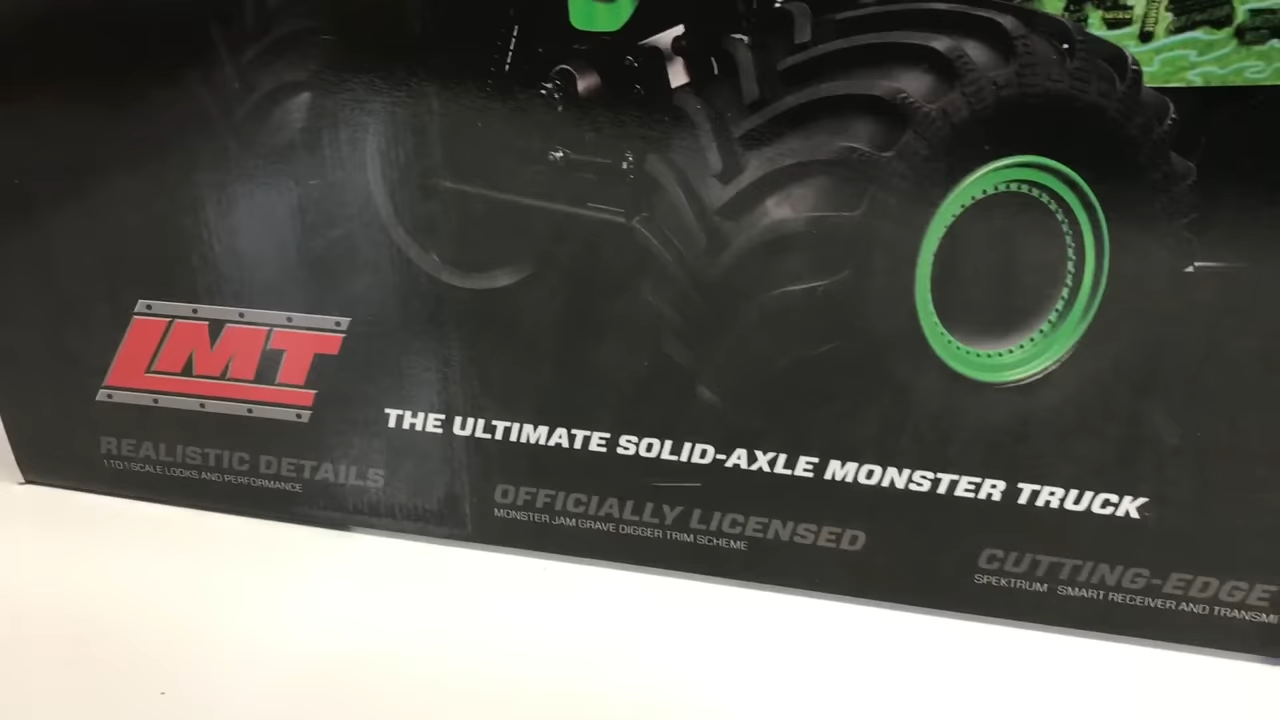 LMT
THE ULTIMATE SOLID-AXLE MONSTER TRUCK
REALISTIC DETAILS
1 TO 1 SCALE LOOKS AND PERFORMANCE
OFFICIALLY LICENSED
MONSTER JAM GRAVE DIGGER TRIM SCHEME
CUTTING-EDGE
SPEKTRUM SMART RECEIVER AND TRANSMI